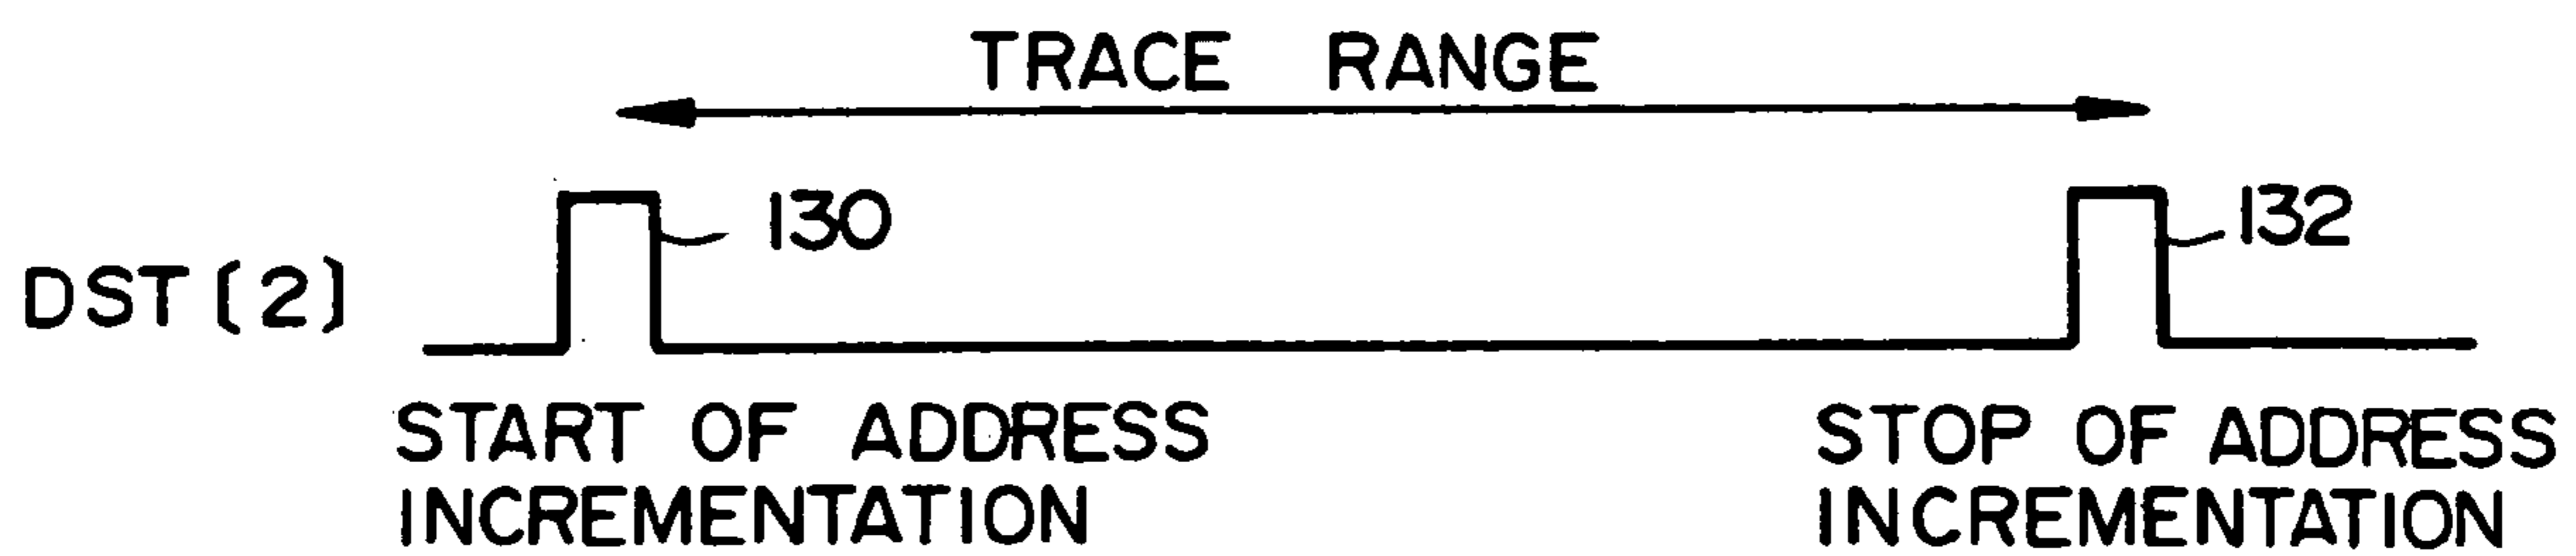 TRACE RANGE
130
132
DST(2)
START OF ADDRESS
INCREMENTATION
STOP OF ADDRESS
INCREMENTATION